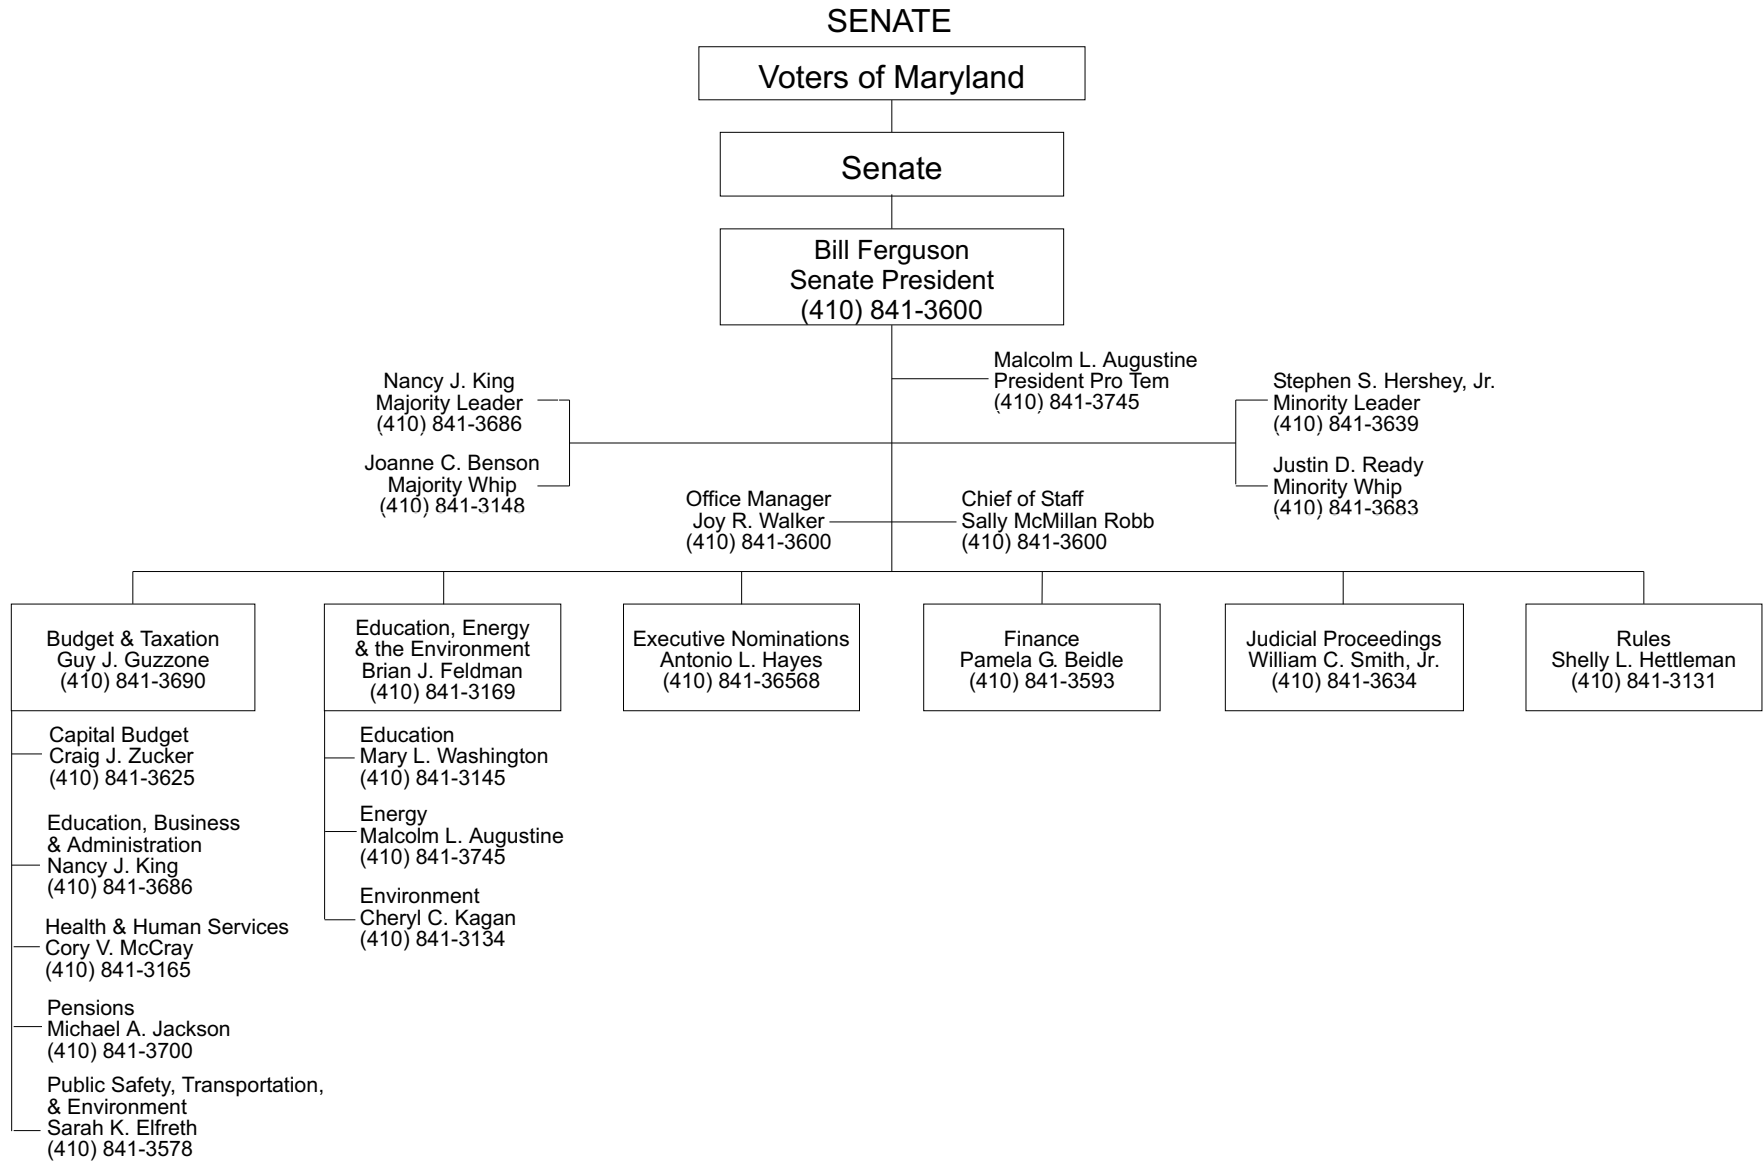 SENATE
Voters of Maryland
Senate
Bill Ferguson
Senate President
(410) 841-3600
Malcolm L. Augustine
President Pro Tem
(410) 841-3745
Nancy J. King
Majority Leader
(410) 841-3686
Joanne C. Benson
Majority Whip
(410) 841-3148
Stephen S. Hershey, Jr.
Minority Leader
(410) 841-3639
Justin D. Ready
Minority Whip
(410) 841-3683
Office Manager
Joy R. Walker
(410) 841-3600
Chief of Staff
Sally McMillan Robb
(410) 841-3600
Budget & Taxation
Guy J. Guzzone
(410) 841-3690
Capital Budget
Craig J. Zucker
(410) 841-3625
Education, Business
& Administration
Nancy J. King
(410) 841-3686
Health & Human Services
Cory V. McCray
(410) 841-3165
Pensions
Michael A. Jackson
(410) 841-3700
Public Safety, Transportation,
& Environment
Sarah K. Elfreth
(410) 841-3578
Education, Energy
& the Environment
Brian J. Feldman
(410) 841-3169
Education
Mary L. Washington
(410) 841-3145
Energy
Malcolm L. Augustine
(410) 841-3745
Environment
Cheryl C. Kagan
(410) 841-3134
Executive Nominations
Antonio L. Hayes
(410) 841-36568
Finance
Pamela G. Beidle
(410) 841-3593
Judicial Proceedings
William C. Smith, Jr.
(410) 841-3634
Rules
Shelly L. Hettleman
(410) 841-3131